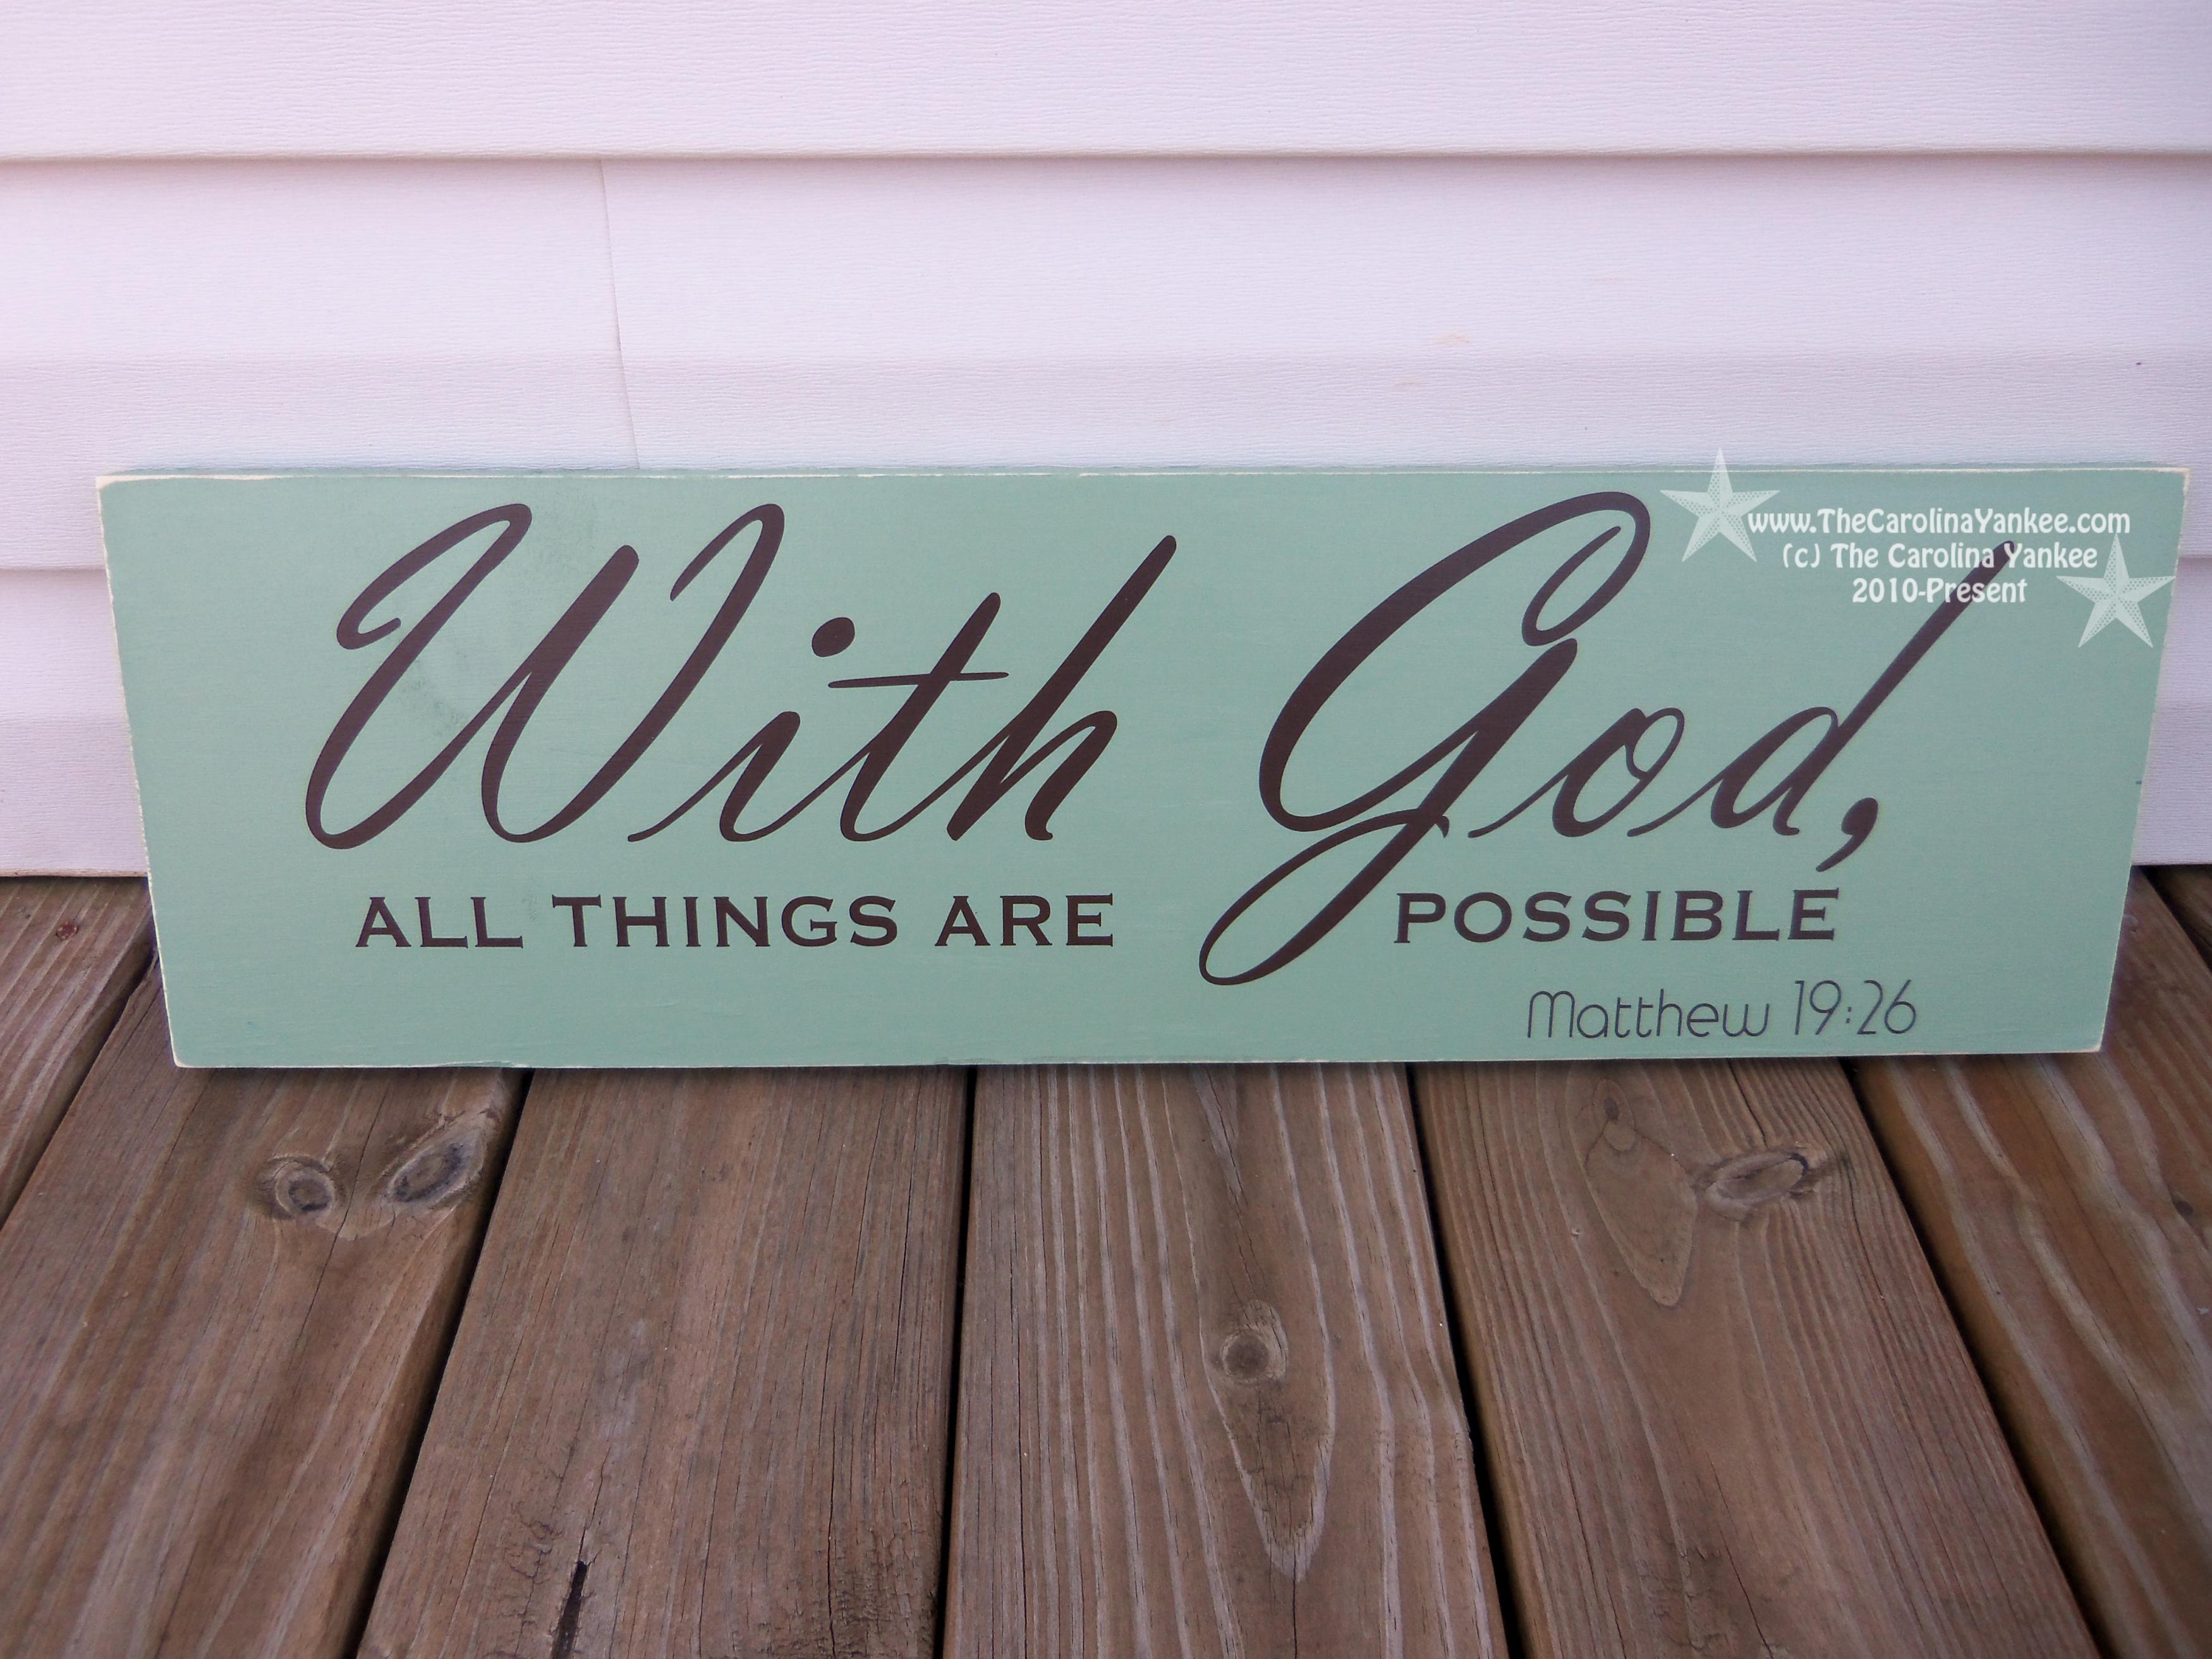 With God,
ALL THINGS ARE POSSIBLE
Matthew 19:26
www.TheCarolinaYankee.com
(c) The Carolina Yankee
2010-Present